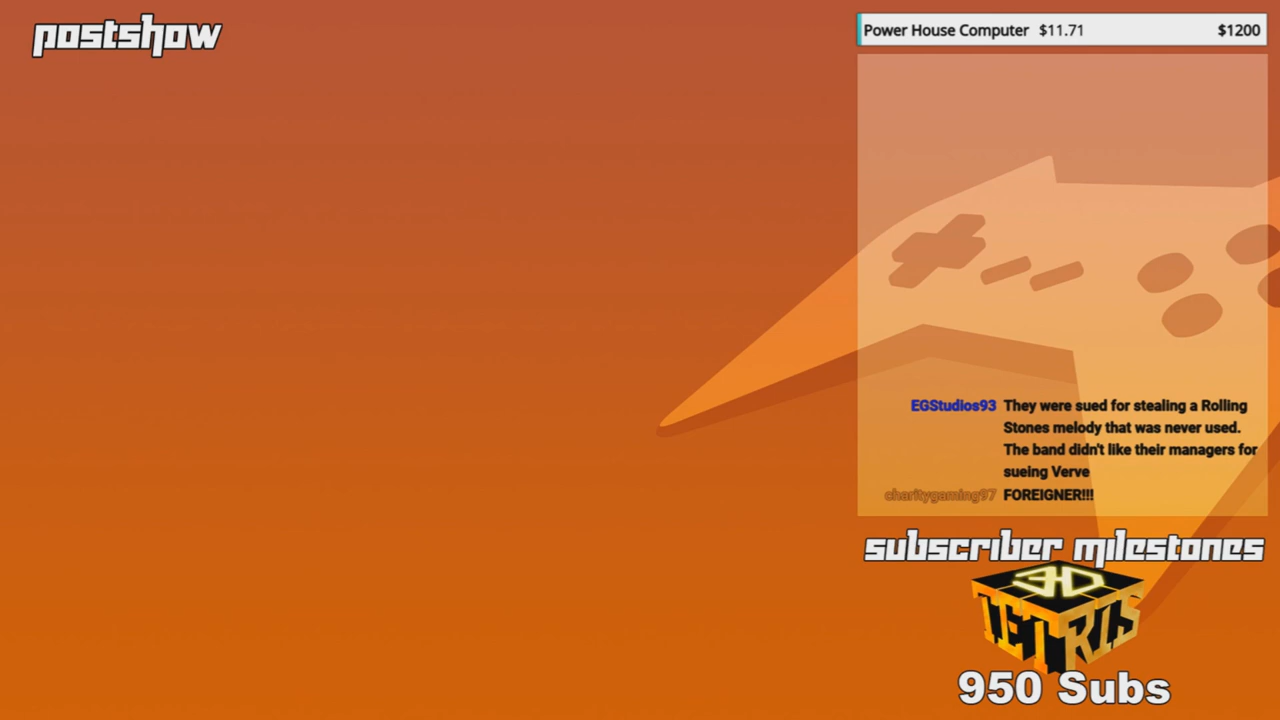 postshow
Power House Computer $11.71 $1200
EGStudios93 They were sued for stealing a Rolling
Stones melody that was never used.
The band didn't like their managers for
sueing Verve
charitygaming97 FOREIGNER!!!
subscriber milestones
3D
TETRIS
950 Subs